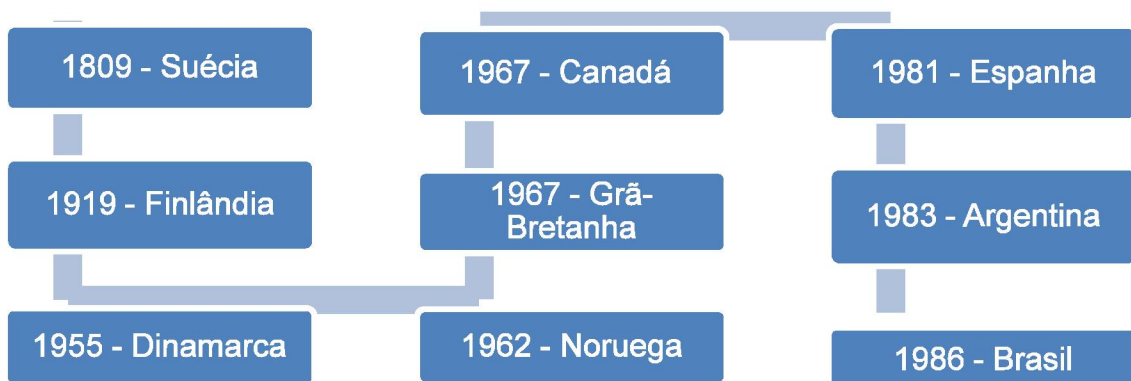 1809 - Suécia
1919 - Finlândia
1955 - Dinamarca
1962 - Noruega
1967 - Grã-
Bretanha
1967 - Canadá
1981 - Espanha
1983 - Argentina
1986 - Brasil